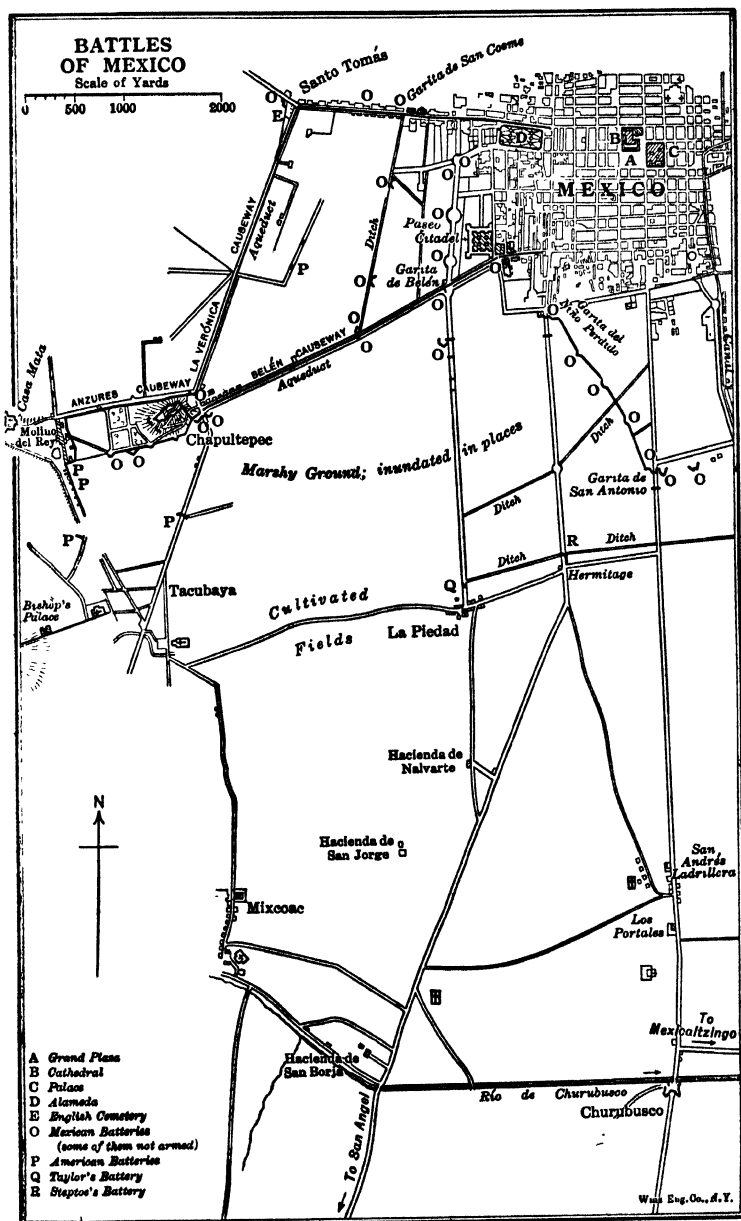 BATTLES
OF MEXICO
Scale of Yards
0 500 1000 2000
Santo Tomás
Garita de San Cosme
O
O
O
E
D
B
A
C
MEXICO
O
O
CAUSEWAY
Aqueduct
Ditch
Paseo
O
Citadel
P
Garita
de Belén
O
O
O
O
O
LA VERÓNICA
BELÉN CAUSEWAY
Aqueduct
O
O
Garita del
Niño Perdido
O
O
O
O
Canal
Casa Mata
ANZURES CAUSEWAY
O
O
Molino
del Rey
Chapultepec
O
O
P
P
Ditch
Marshy Ground; inundated in places
Garita de
San Antonio
O
O
P
Ditch
P
R
Ditch
Ditch
Hermitage
Tacubaya
Q
Bishop's
Palace
Cultivated
Fields
La Piedad
Hacienda de
Nalvarte
N
Hacienda de
San Jorge
San
Andrés
Ladrillera
Mixcoac
Los
Portales
To
Mexicaltzingo
Hacienda de
San Borja
Río de Churubusco
Churubusco
To San Angel
A Grand Plaza
B Cathedral
C Palace
D Alameda
E English Cemetery
O Mexican Batteries
(some of them not armed)
P American Batteries
Q Taylor's Battery
R Steptoe's Battery
Wms Eng. Co., N.Y.